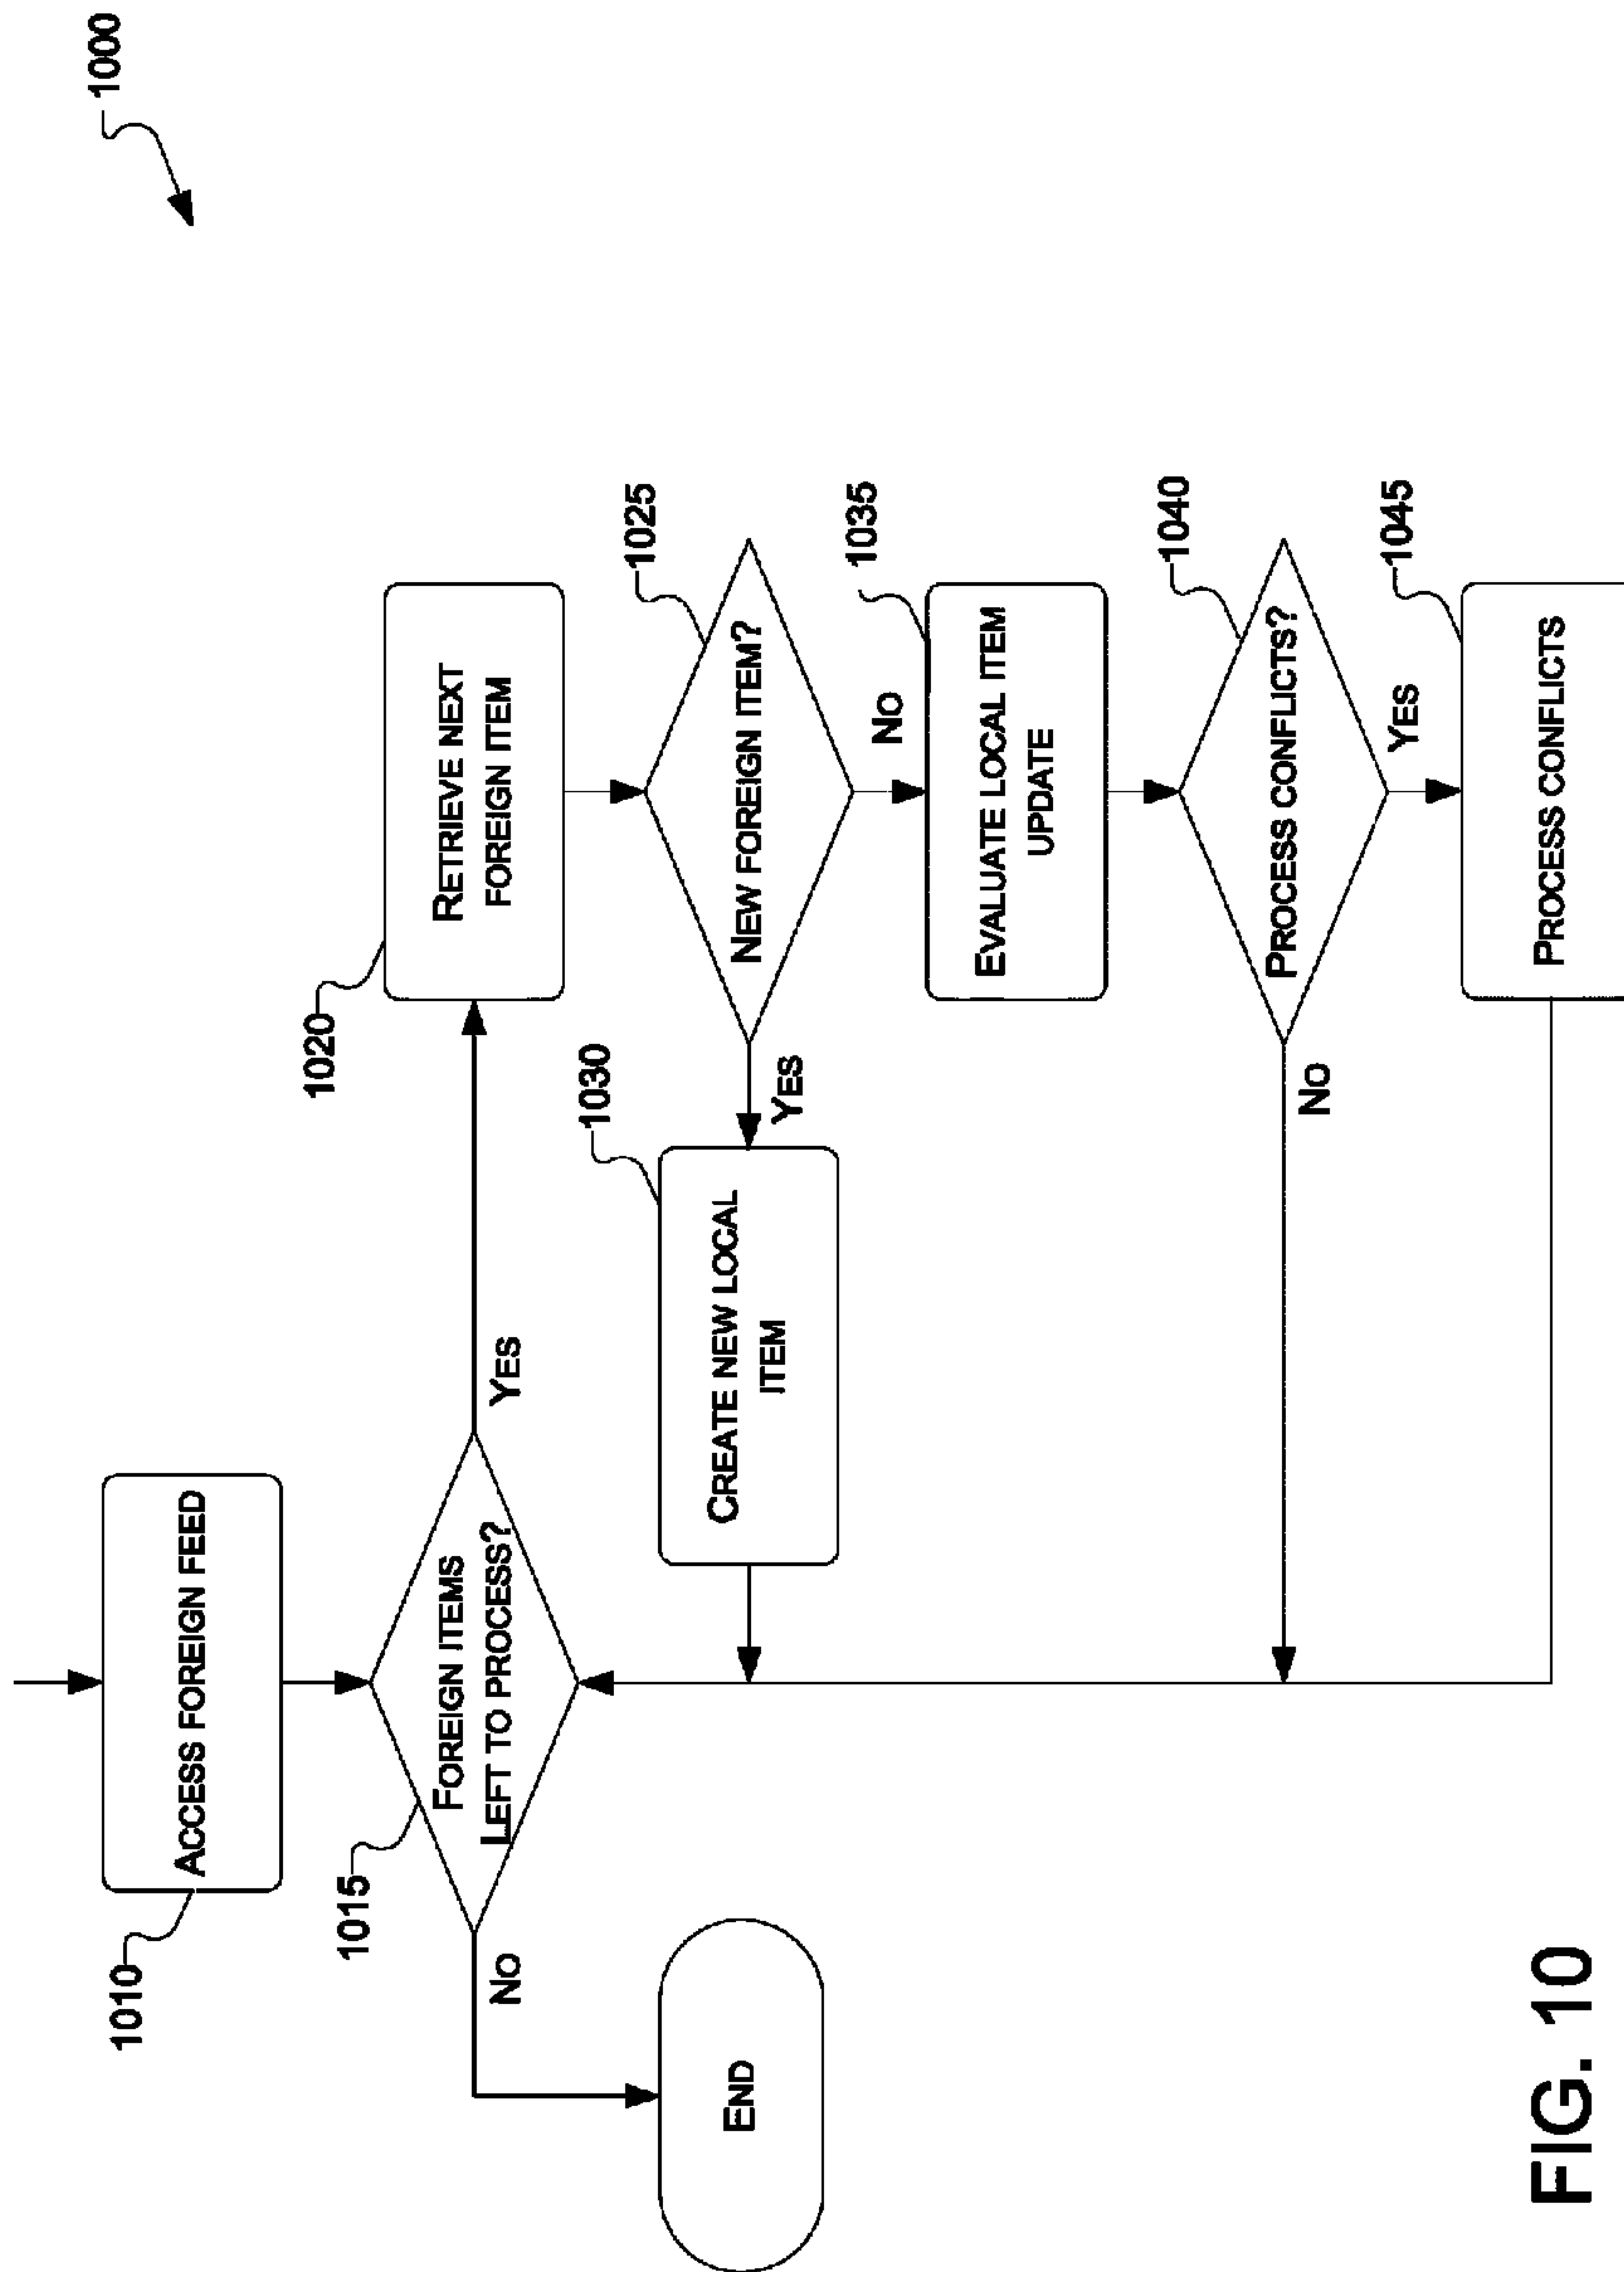 1000
1010
ACCESS FOREIGN FEED
1015
FOREIGN ITEMS
LEFT TO PROCESS?
NO
YES
END
1020
RETRIEVE NEXT
FOREIGN ITEM
1025
NEW FOREIGN ITEM?
YES
NO
1030
CREATE NEW LOCAL
ITEM
1035
EVALUATE LOCAL ITEM
UPDATE
1040
PROCESS CONFLICTS?
NO
YES
1045
PROCESS CONFLICTS
FIG. 10